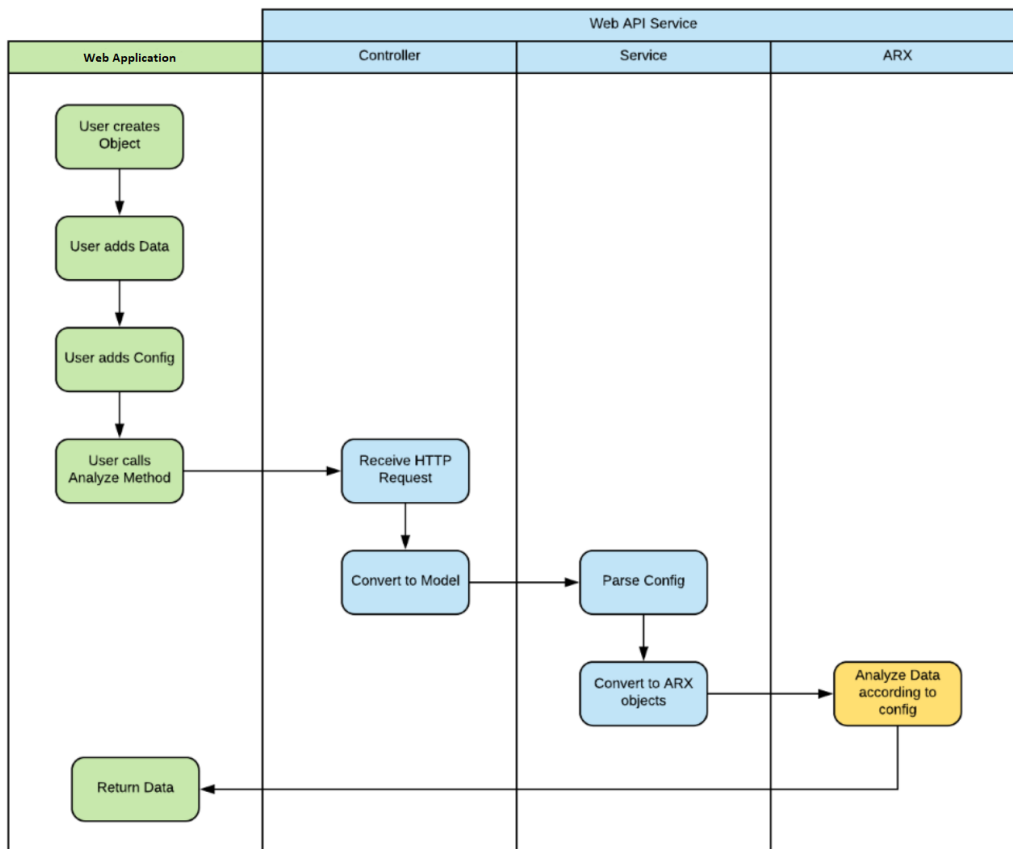 Web API Service
Web Application
Controller
Service
ARX
User creates
Object
User adds Data
User adds Config
User calls
Analyze Method
Receive HTTP
Request
Convert to Model
Parse Config
Convert to ARX
objects
Analyze Data
according to
config
Return Data